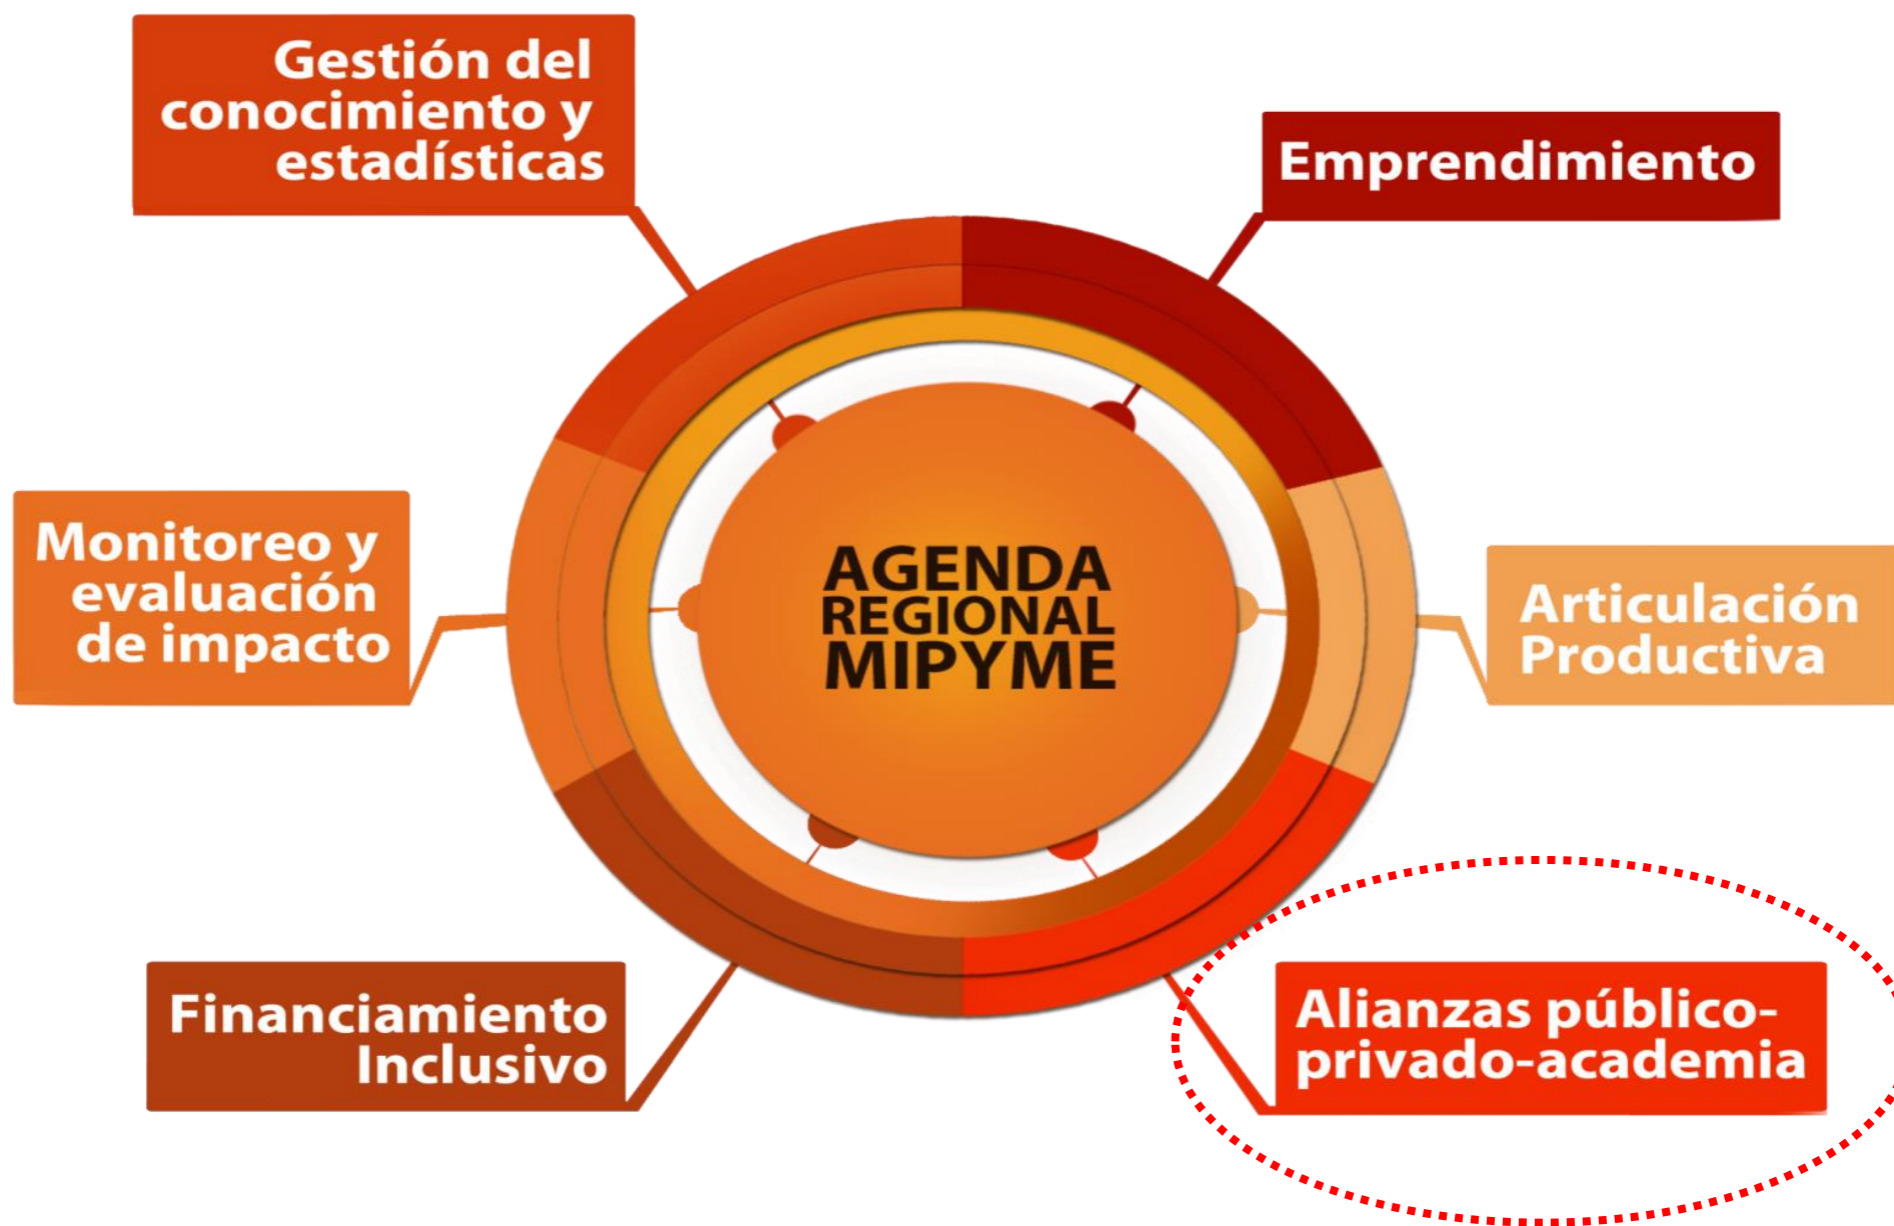 Gestión del
conocimiento y
estadísticas
Emprendimiento
Monitoreo y
evaluación
de impacto
AGENDA
REGIONAL
MIPYME
Articulación
Productiva
Financiamiento
Inclusivo
Alianzas público-
privado-academia